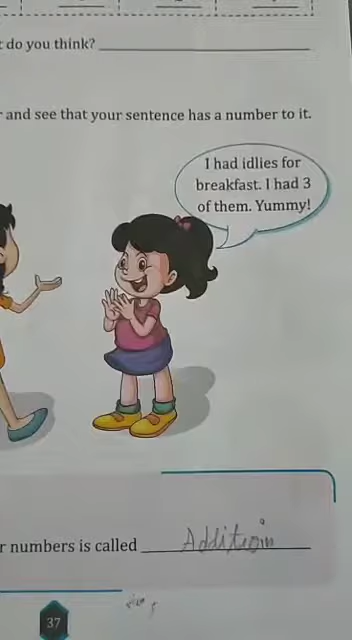 do you think?
and see that your sentence has a number to it.
I had idlies for
breakfast. I had 3
of them. Yummy!
r numbers is called Addition
37